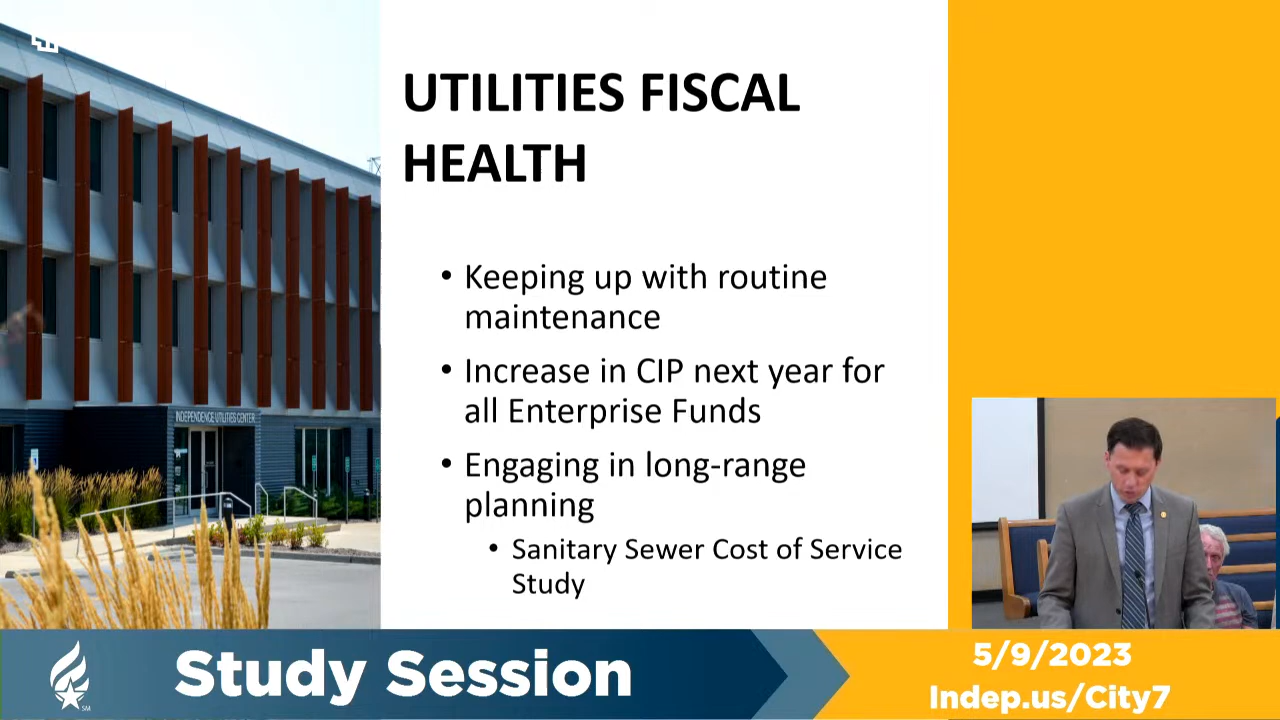 UTILITIES FISCAL
HEALTH
• Keeping up with routine
maintenance
• Increase in CIP next year for
all Enterprise Funds
• Engaging in long-range
planning
• Sanitary Sewer Cost of Service
Study
INDEPENDENCE UTILITIES CENTER
Study Session
SM
5/9/2023
Indep.us/City7